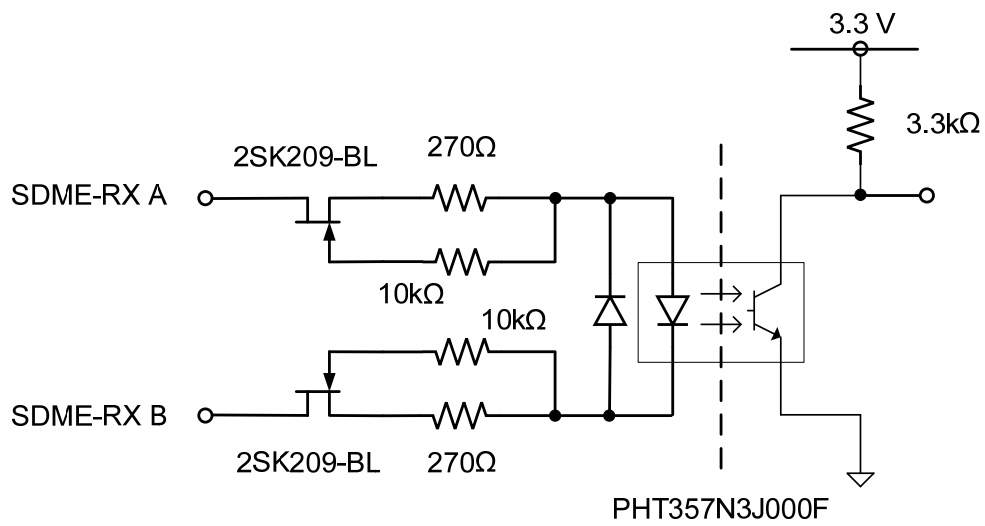 3.3 V
3.3kΩ
2SK209-BL
270Ω
SDME-RX A
10kΩ
10kΩ
SDME-RX B
2SK209-BL
270Ω
PHT357N3J000F